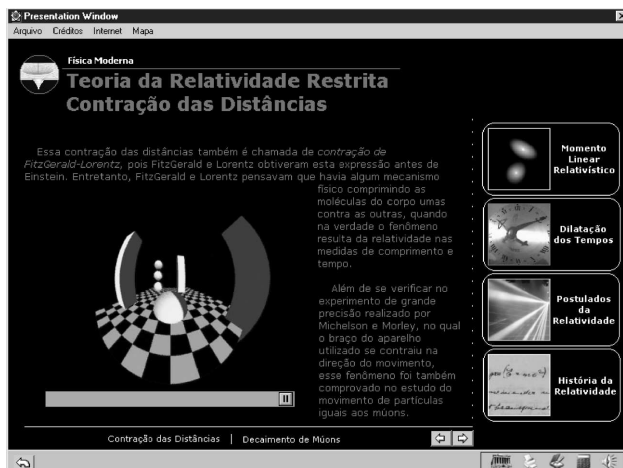 Presentation Window
Arquivo Créditos Internet Mapa
Física Moderna
Teoria da Relatividade Restrita
Contração das Distâncias
Essa contração das distâncias também é chamada de contração de
FitzGerald-Lorentz, pois FitzGerald e Lorentz obtiveram esta expressão antes de
Einstein. Entretanto, FitzGerald e Lorentz pensavam que havia algum mecanismo
físico comprimindo as
moléculas do corpo umas
contra as outras, quando
na verdade o fenômeno
resulta da relatividade nas
medidas de comprimento e
tempo.
Além de se verificar no
experimento de grande
precisão realizado por
Michelson e Morley, no qual
o braço do aparelho
utilizado se contraiu na
direção do movimento,
esse fenômeno foi também
comprovado no estudo do
movimento de partículas
iguais aos múons.
Momento
Linear
Relativístico
Dilatação
dos Tempos
Postulados
da
Relatividade
História da
Relatividade
Contração das Distâncias | Decaimento de Múons